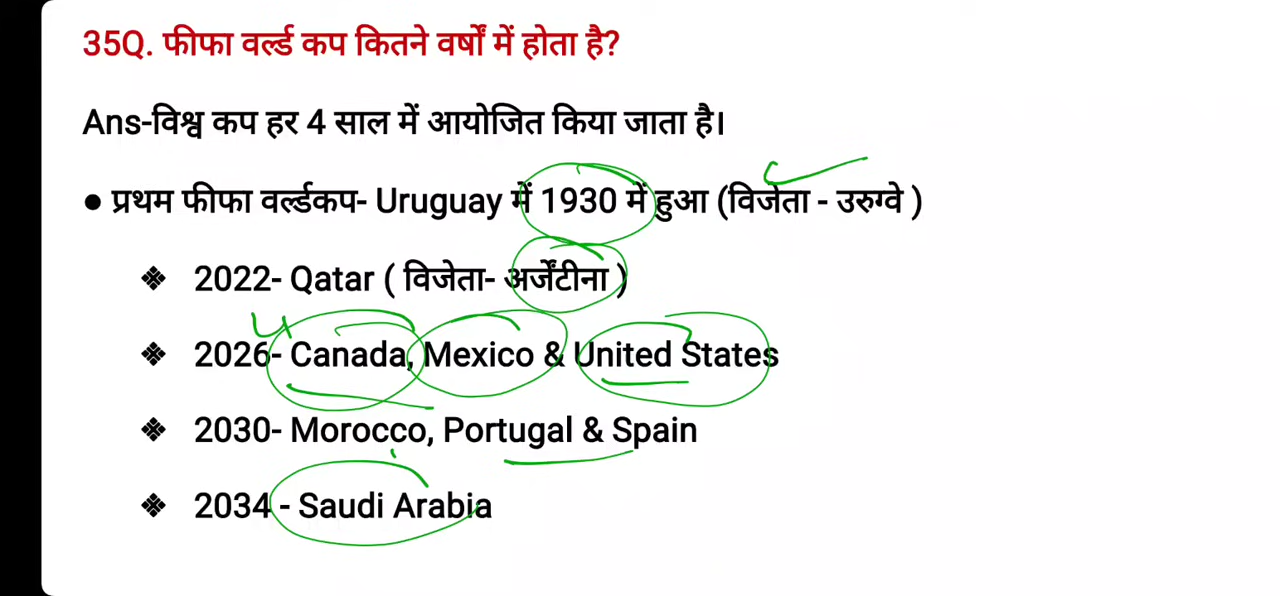 35Q. फीफा वर्ल्ड कप कितने वर्षों में होता है?
Ans-विश्व कप हर 4 साल में आयोजित किया जाता है।
● प्रथम फीफा वर्ल्डकप- Uruguay में 1930 में हुआ (विजेता - उरुग्वे )
❖ 2022- Qatar ( विजेता- अर्जेंटीना )
❖ 2026- Canada, Mexico & United States
❖ 2030- Morocco, Portugal & Spain
❖ 2034 - Saudi Arabia